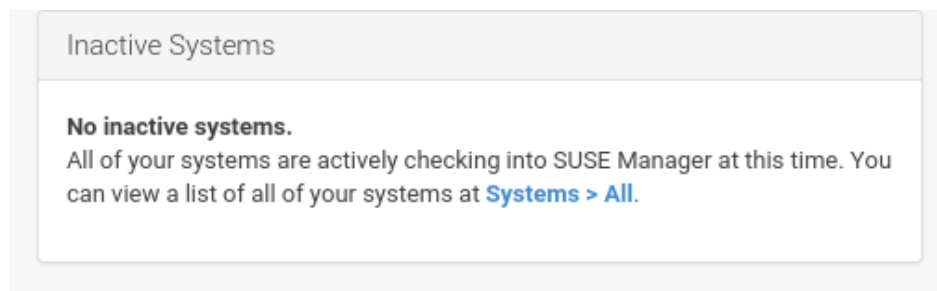 Inactive Systems
No inactive systems.
All of your systems are actively checking into SUSE Manager at this time. You
can view a list of all of your systems at Systems > All.